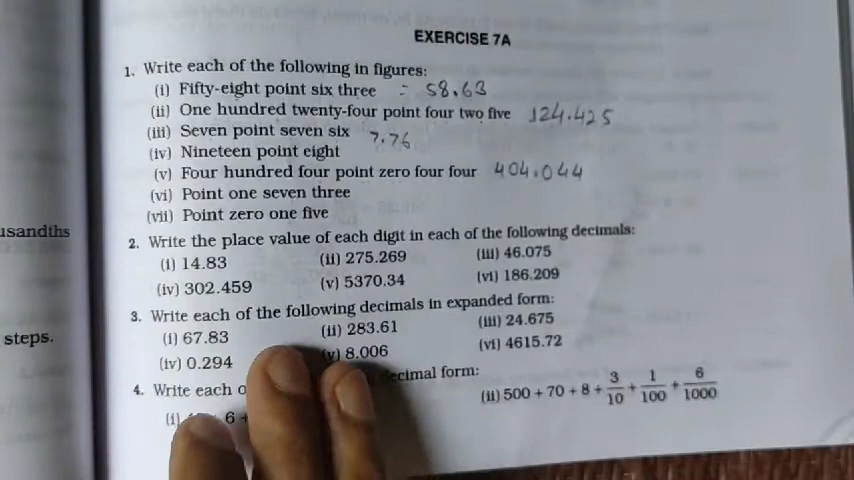 EXERCISE 7A
1. Write each of the following in figures:
(i) Fifty-eight point six three - 58.63
(ii) One hundred twenty-four point four two five 124.425
(iii) Seven point seven six 7.76
(iv) Nineteen point eight
(v) Four hundred four point zero four four 404.044
(vi) Point one seven three
(vii) Point zero one five
usandths
2. Write the place value of each digit in each of the following decimals:
(i) 14.83 (ii) 275.269 (iii) 46.075
(iv) 302.459 (v) 5370.34 (vi) 186.209
3. Write each of the following decimals in expanded form:
steps.
(i) 67.83 (ii) 283.61 (iii) 24.675
(iv) 0.294 (v) 8.006 (vi) 4615.72
4. Write each decimal form:
(i) 6 + (ii) 500 + 70 + 8 + 3/10 + 1/100 + 6/1000